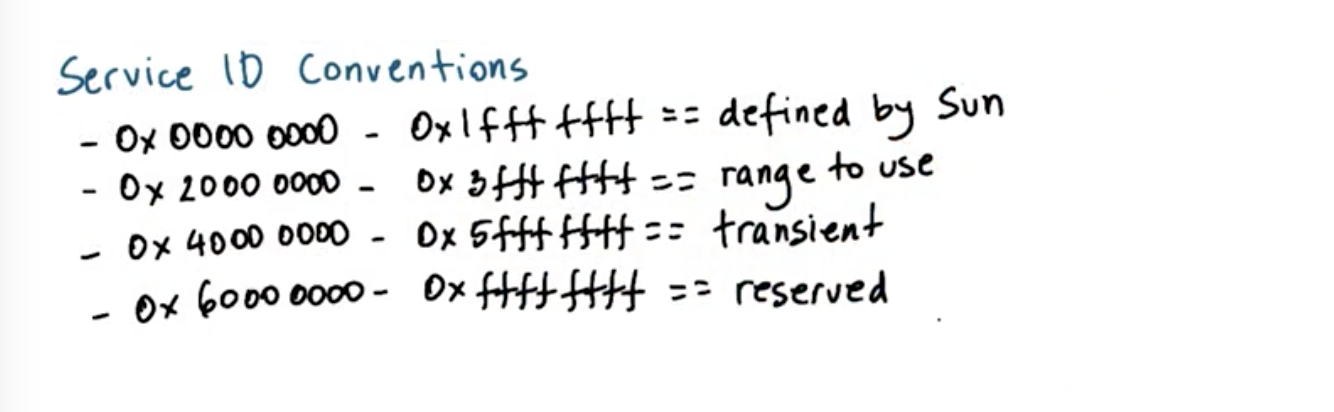 Service ID Conventions
- 0x 0000 0000 - 0x1fff ffff == defined by Sun
- 0x 2000 0000 - 0x 3fff ffff == range to use
- 0x 4000 0000 - 0x 5fff ffff == transient
- 0x 6000 0000 - 0x ffff ffff == reserved